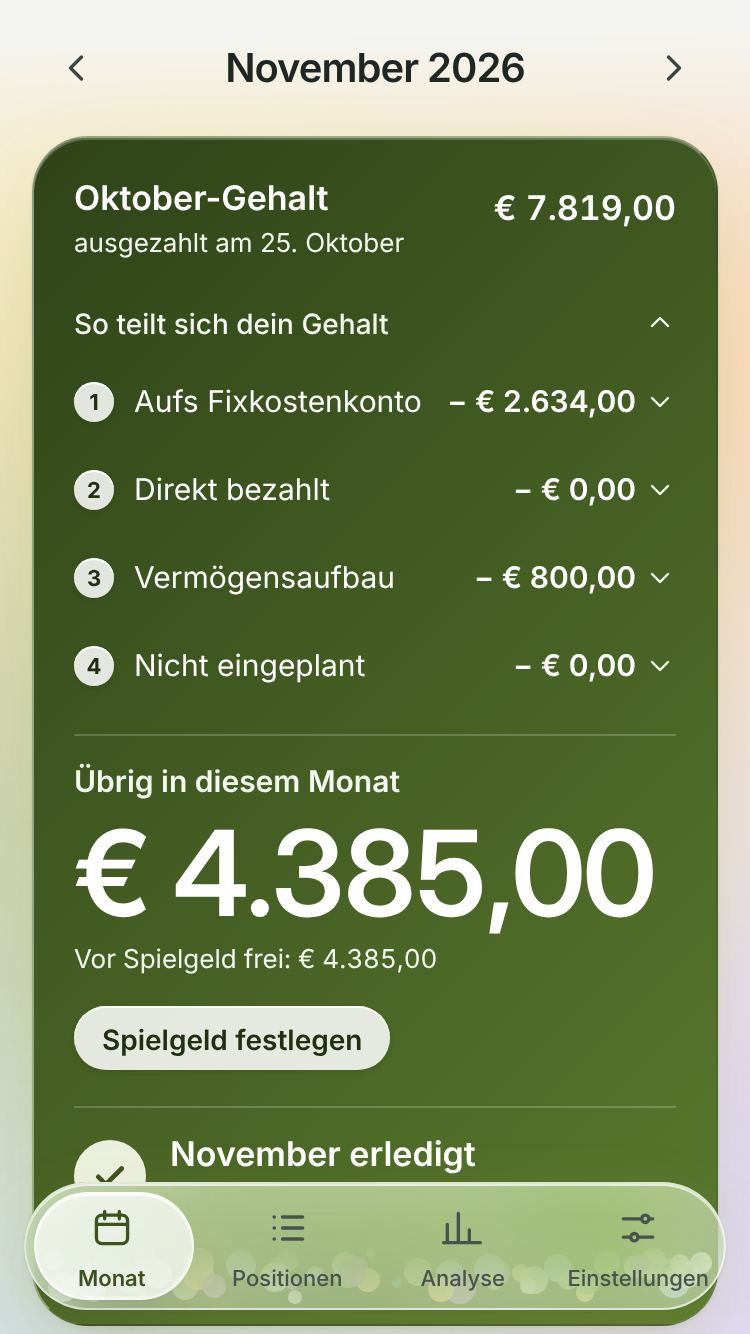 November 2026
Oktober-Gehalt
€ 7.819,00
ausgezahlt am 25. Oktober
So teilt sich dein Gehalt
1 Aufs Fixkostenkonto – € 2.634,00
2 Direkt bezahlt – € 0,00
3 Vermögensaufbau – € 800,00
4 Nicht eingeplant – € 0,00
Übrig in diesem Monat
€ 4.385,00
Vor Spielgeld frei: € 4.385,00
Spielgeld festlegen
November erledigt
Monat Positionen Analyse Einstellungen